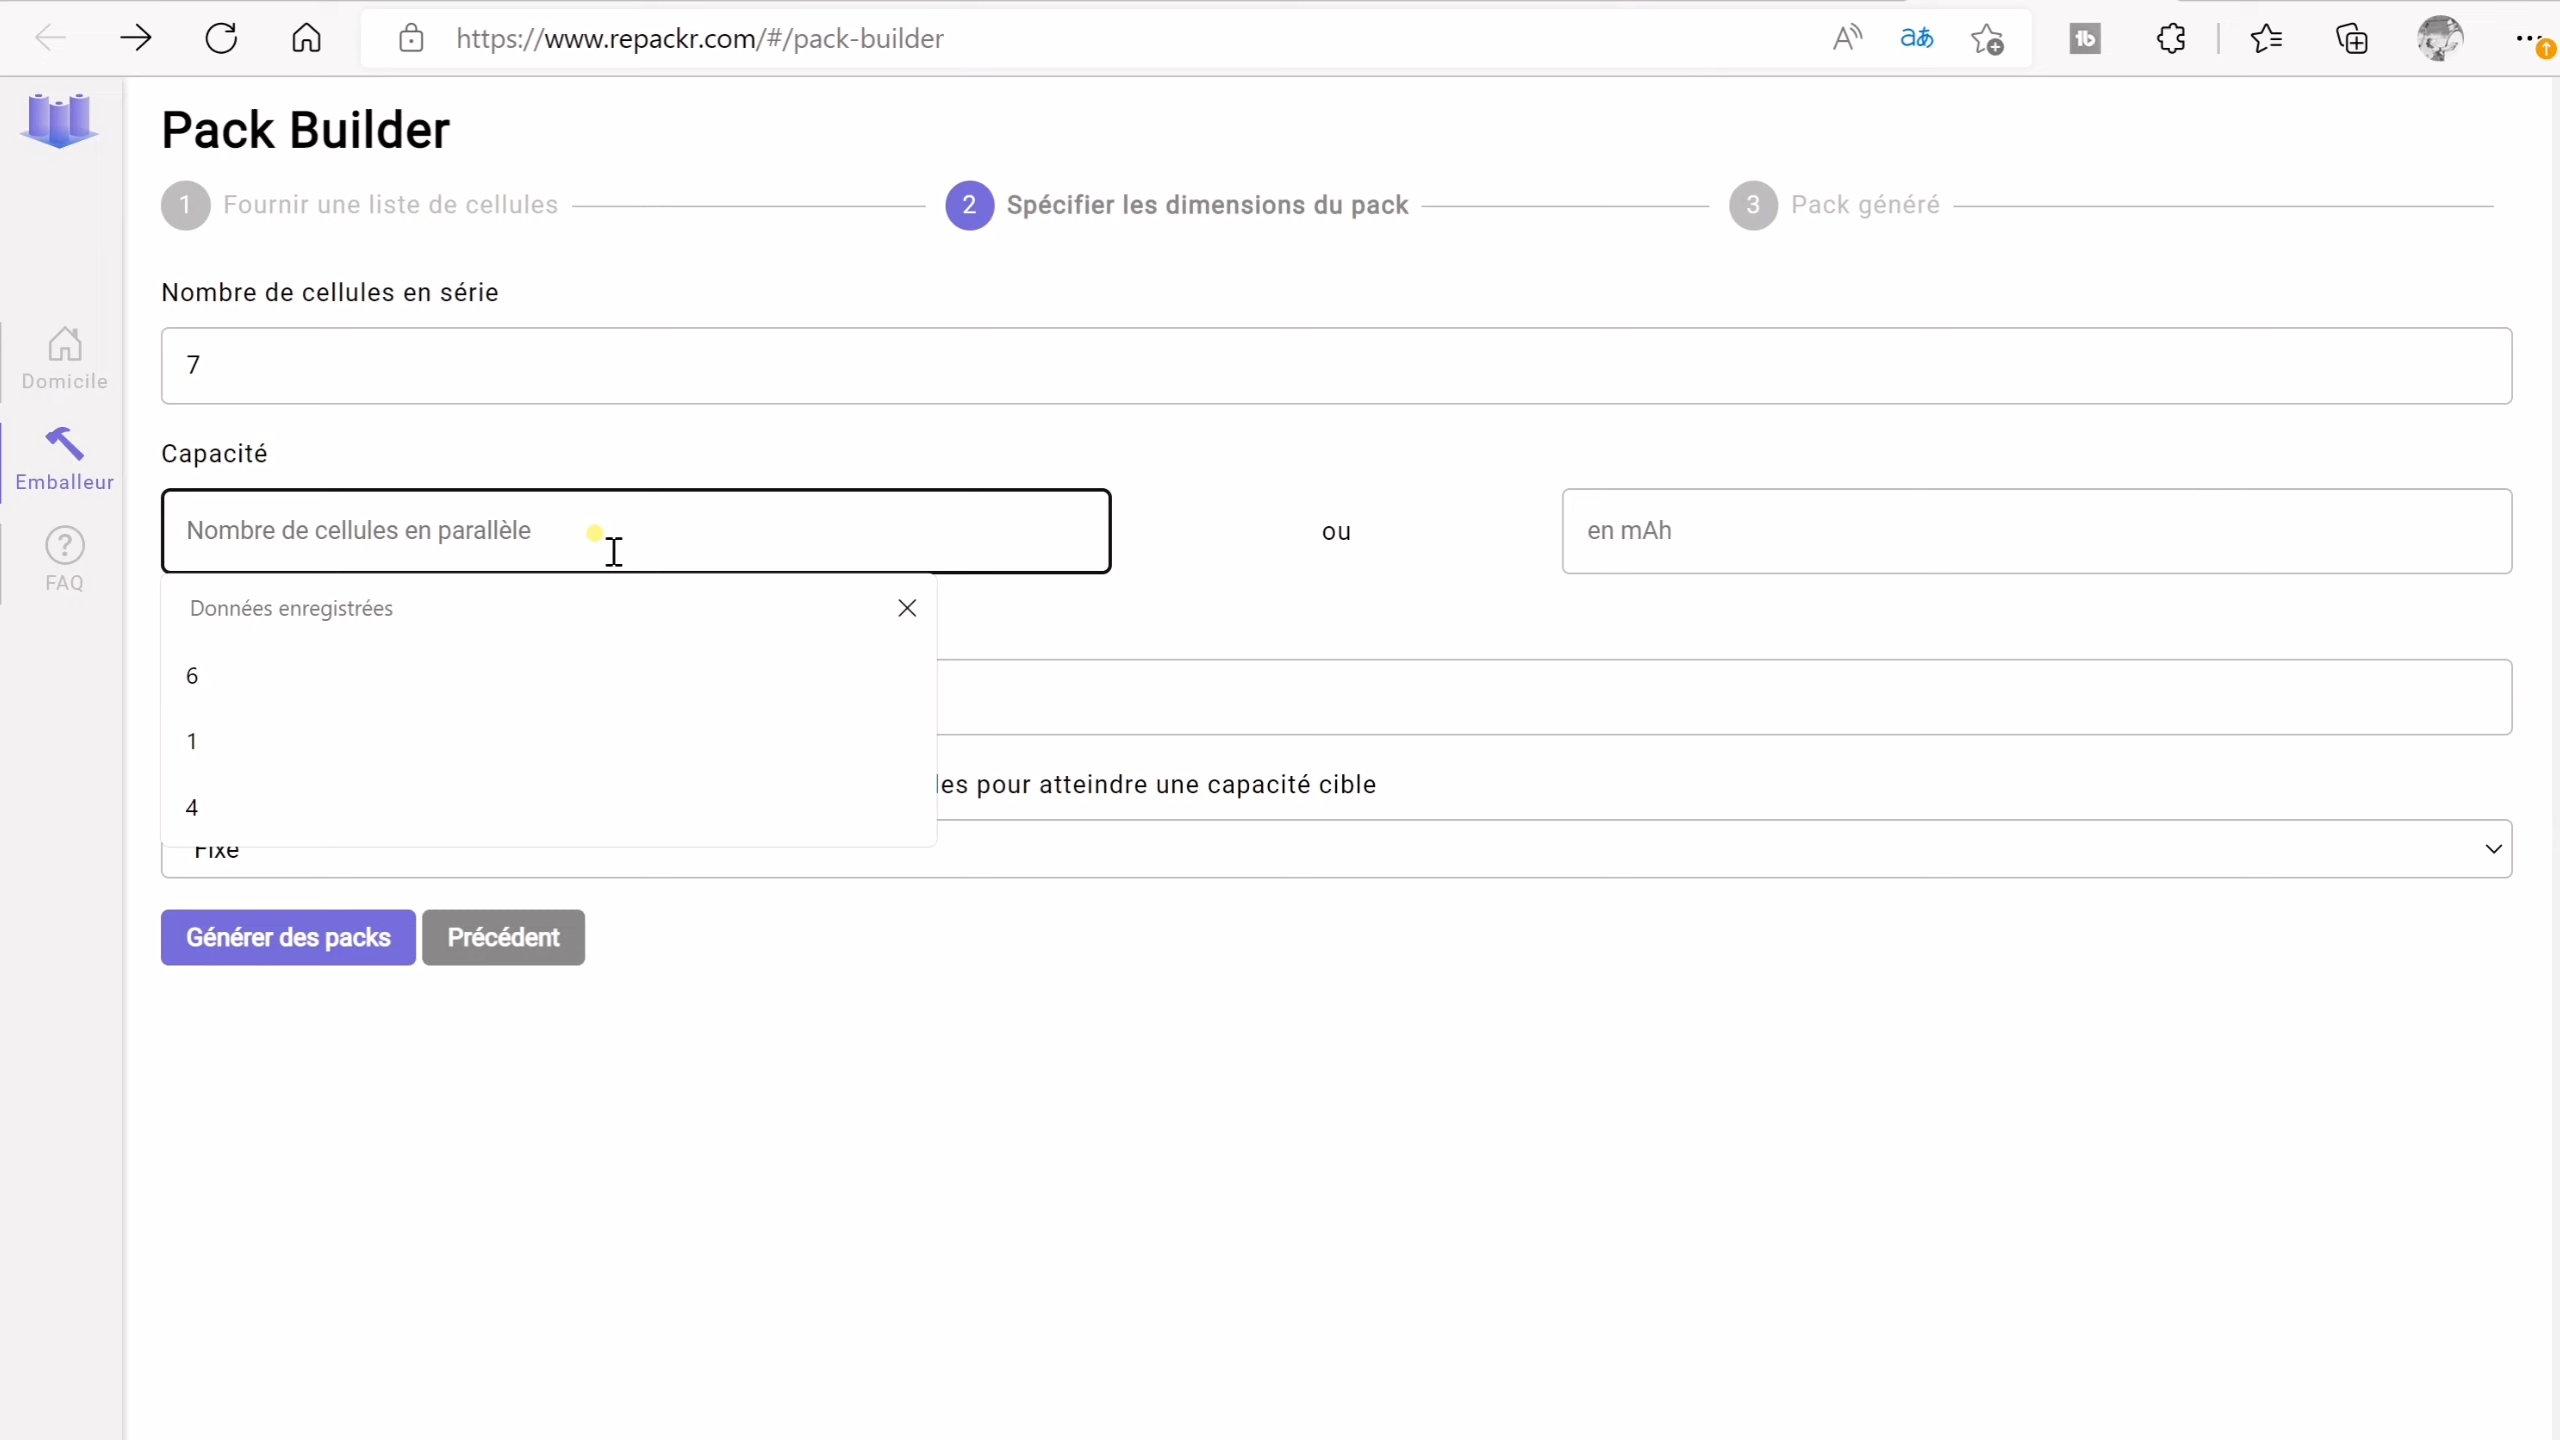 https://www.repackr.com/#/pack-builder
Pack Builder
1 Fournir une liste de cellules
2 Spécifier les dimensions du pack
3 Pack généré
Nombre de cellules en série
7
Domicile
Capacité
Emballeur
Nombre de cellules en parallèle
ou
en mAh
FAQ
Données enregistrées
6
1
4
les pour atteindre une capacité cible
Fixe
Générer des packs
Précédent